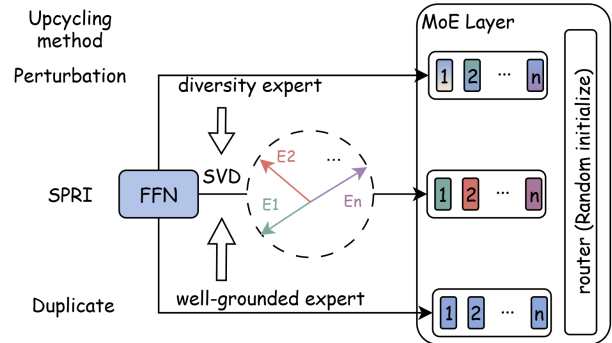 Upcycling
method
MoE Layer
Perturbation
diversity expert
1 2 ... n
SVD
E2 ...
SPRI
FFN
E1 En
1 2 ... n
well-grounded expert
Duplicate
1 2 ... n
router (Random initialize)